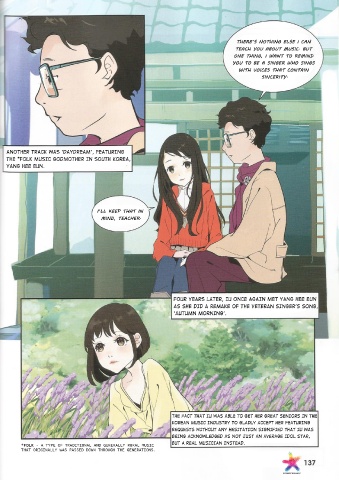 THERE'S NOTHING ELSE I CAN
TEACH YOU ABOUT MUSIC. BUT
ONE THING, I WANT TO REMIND
YOU TO BE A SINGER WHO SINGS
WITH VOICES THAT CONTAIN
SINCERITY.
ANOTHER TRACK WAS 'DAYDREAM', FEATURING
THE *FOLK MUSIC GODMOTHER IN SOUTH KOREA,
YANG HEE EUN.
I'LL KEEP THAT IN
MIND, TEACHER!
FOUR YEARS LATER, IU ONCE AGAIN MET YANG HEE EUN
AS SHE DID A REMAKE OF THE VETERAN SINGER'S SONG,
'AUTUMN MORNING'.
THE FACT THAT IU WAS ABLE TO GET HER GREAT SENIORS IN THE
KOREAN MUSIC INDUSTRY TO GLADLY ACCEPT HER FEATURING
REQUESTS WITHOUT ANY HESITATION SIGNIFIED THAT IU WAS
BEING ACKNOWLEDGED AS NOT JUST AN AVERAGE IDOL STAR,
BUT A REAL MUSICIAN INSTEAD.
*FOLK - A TYPE OF TRADITIONAL AND GENERALLY RURAL MUSIC
THAT ORIGINALLY WAS PASSED DOWN THROUGH THE GENERATIONS.
137